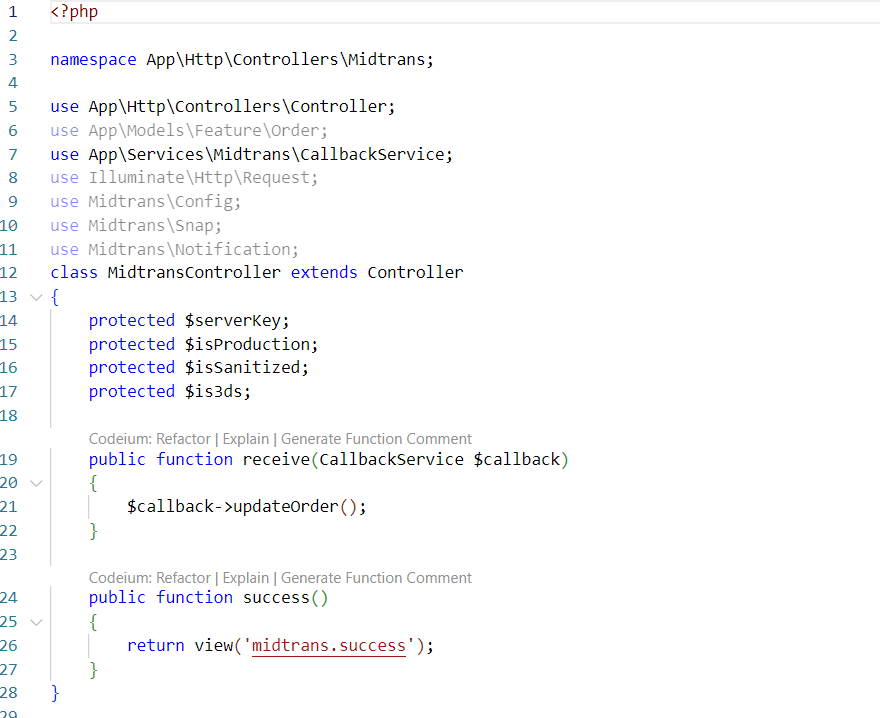 1 <?php
2
3 namespace App\Http\Controllers\Midtrans;
4
5 use App\Http\Controllers\Controller;
6 use App\Models\Feature\Order;
7 use App\Services\Midtrans\CallbackService;
8 use Illuminate\Http\Request;
9 use Midtrans\Config;
10 use Midtrans\Snap;
11 use Midtrans\Notification;
12 class MidtransController extends Controller
13 {
14     protected $serverKey;
15     protected $isProduction;
16     protected $isSanitized;
17     protected $is3ds;
18
Codeium: Refactor | Explain | Generate Function Comment
19     public function receive(CallbackService $callback)
20     {
21         $callback->updateOrder();
22     }
23
Codeium: Refactor | Explain | Generate Function Comment
24     public function success()
25     {
26         return view('midtrans.success');
27     }
28 }
29